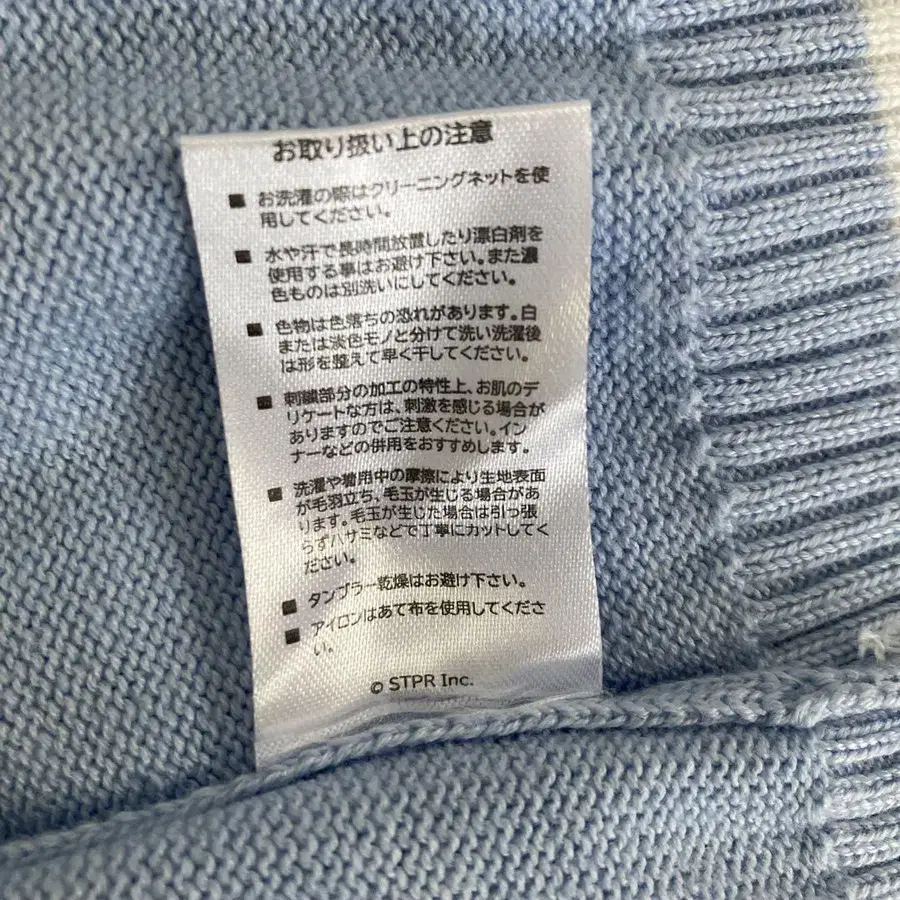 お取り扱い上の注意
■ お洗濯の際はクリーニングネットを使
用してください。
■ 水や汗で長時間放置したり漂白剤を
使用する事はお避け下さい。また濃
色ものは別洗いにしてください。
■ 色物は色落ちの恐れがあります。白
または淡色モノと分けて洗い洗濯後
は形を整えて早く干してください。
■ 刺繍部分の加工の特性上、お肌のデ
リケートな方は、刺激を感じる場合が
ありますのでご注意ください。イン
ナーなどの併用をおすすめします。
■ 洗濯や着用中の摩擦により生地表面
が毛羽立ち、毛玉が生じる場合があ
ります。毛玉が生じた場合は引っ張
らずハサミなどで丁寧にカットしてく
ださい。
■ タンブラー乾燥はお避け下さい。
■ アイロンはあて布を使用してくださ
い。
© STPR Inc.